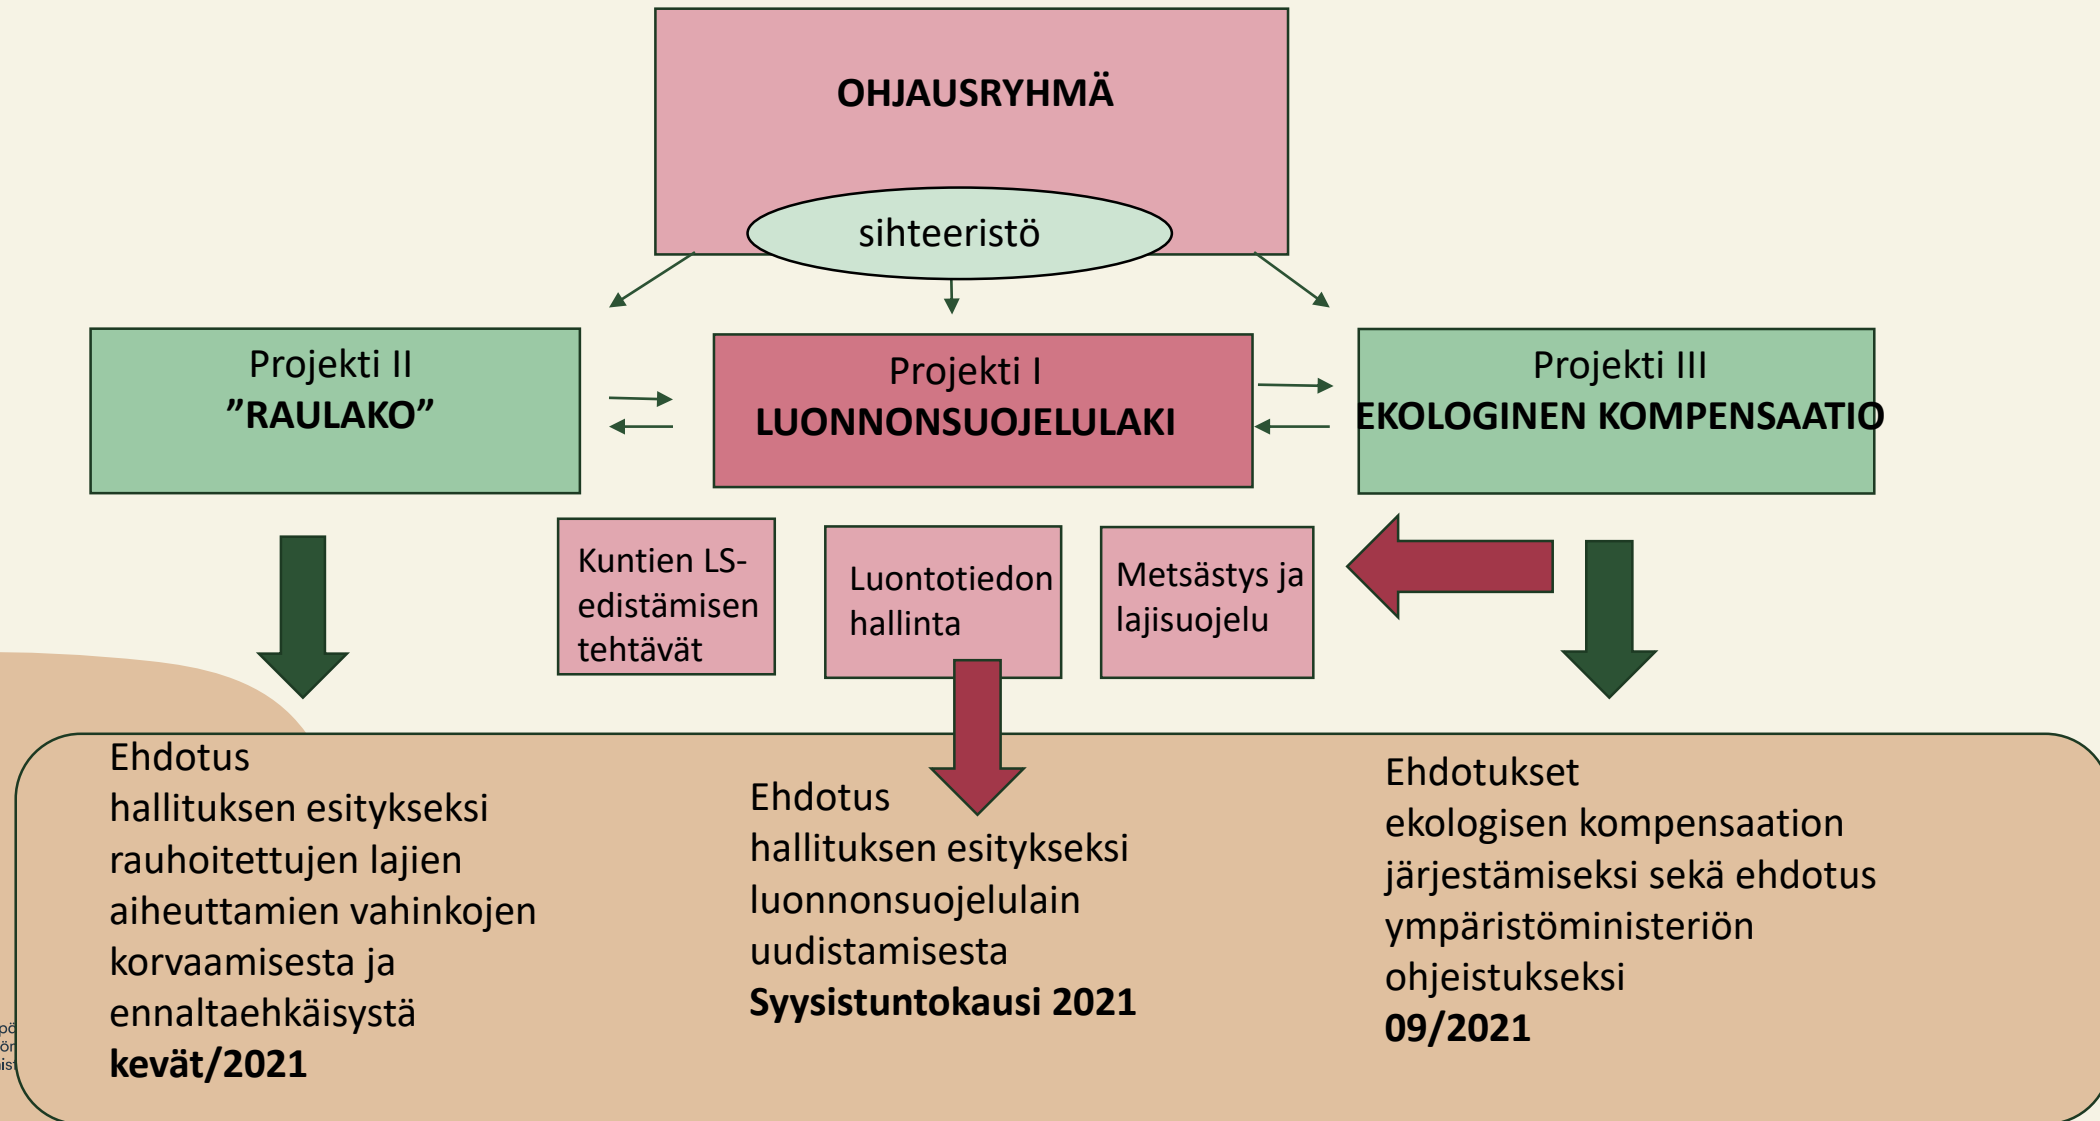 OHJAUSRYHMÄ
sihteeristö
Projekti II
”RAULAKO”
Projekti I
LUONNONSUOJELULAKI
Projekti III
EKOLOGINEN KOMPENSAATIO
Kuntien LS-
edistämisen
tehtävät
Luontotiedon
hallinta
Metsästys ja
lajisuojelu
Ehdotus
hallituksen esitykseksi
rauhoitettujen lajien
aiheuttamien vahinkojen
korvaamisesta ja
ennaltaehkäisystä
kevät/2021
Ehdotus
hallituksen esitykseksi
luonnonsuojelulain
uudistamisesta
Syysistuntokausi 2021
Ehdotukset
ekologisen kompensaation
järjestämiseksi sekä ehdotus
ympäristöministeriön
ohjeistukseksi
09/2021